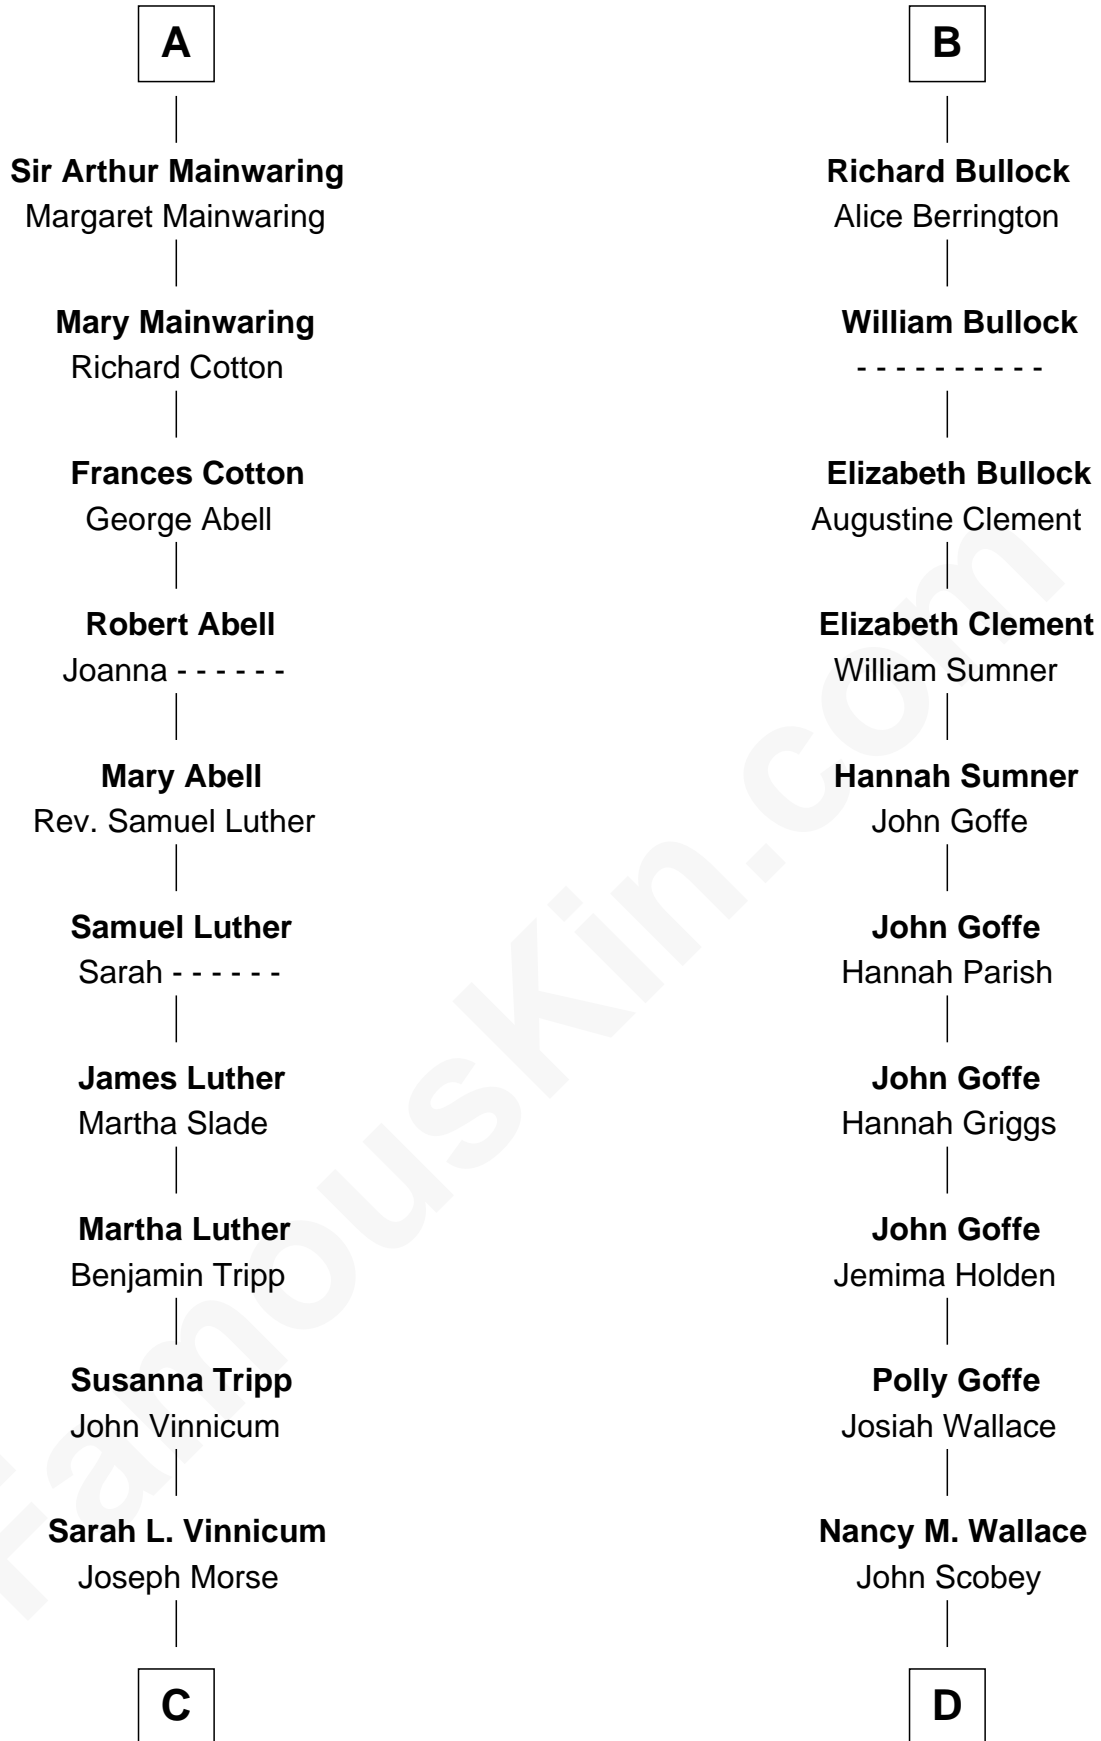 A
Sir Arthur Mainwaring
Margaret Mainwaring
Mary Mainwaring
Richard Cotton
Frances Cotton
George Abell
Robert Abell
Joanna - - - - - -
Mary Abell
Rev. Samuel Luther
Samuel Luther
Sarah - - - - - -
James Luther
Martha Slade
Martha Luther
Benjamin Tripp
Susanna Tripp
John Vinnicum
Sarah L. Vinnicum
Joseph Morse
C
B
Richard Bullock
Alice Berrington
William Bullock
- - - - - - - - - -
Elizabeth Bullock
Augustine Clement
Elizabeth Clement
William Sumner
Hannah Sumner
John Goffe
John Goffe
Hannah Parish
John Goffe
Hannah Griggs
John Goffe
Jemima Holden
Polly Goffe
Josiah Wallace
Nancy M. Wallace
John Scobey
D
FamousKin.com